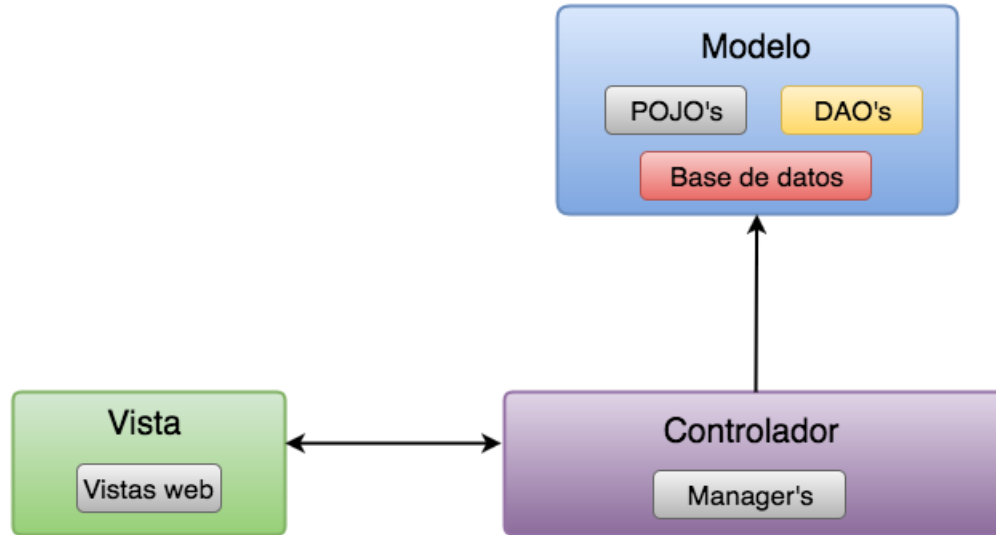 Modelo
POJO's
DAO's
Base de datos
Vista
Vistas web
Controlador
Manager's